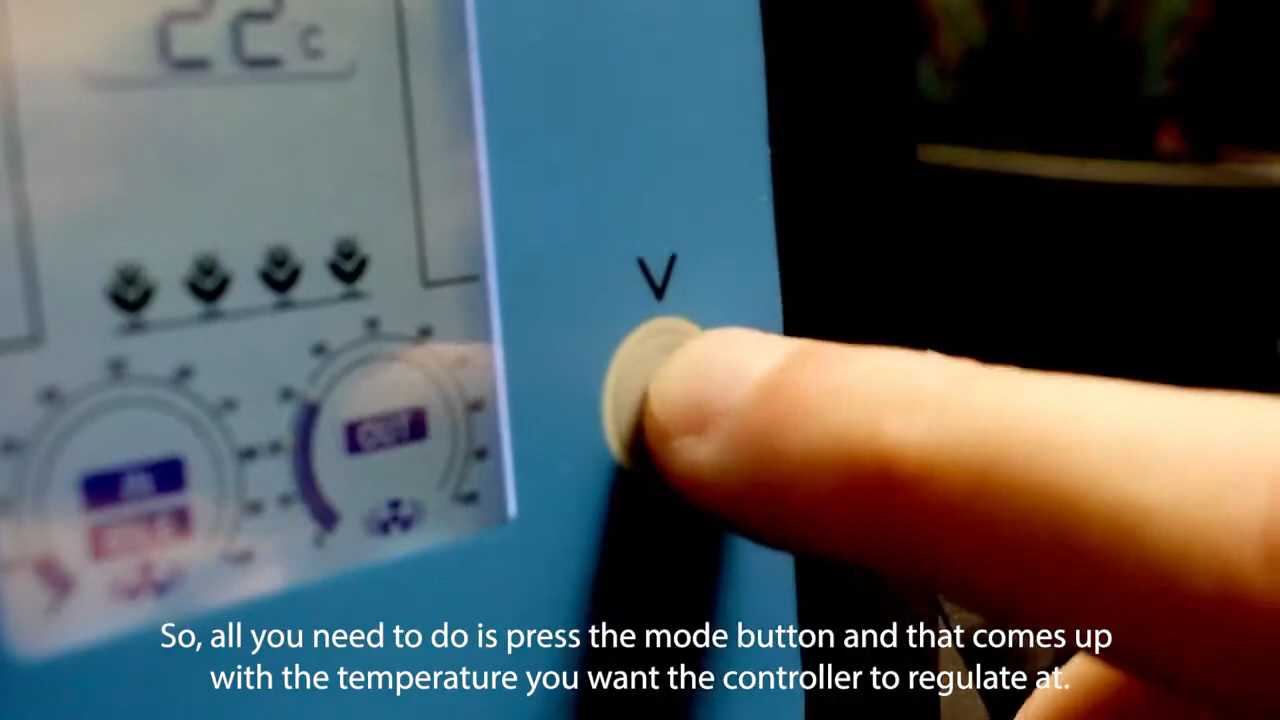 22°C
V
OUT
So, all you need to do is press the mode button and that comes up
with the temperature you want the controller to regulate at.